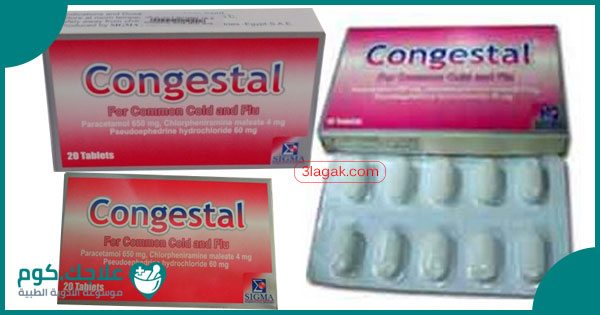 Congestal
For Common Cold and Flu
Paracetamol 650 mg, Chlorpheniramine maleate 4 mg
Pseudoephedrine hydrochloride 60 mg
20 Tablets
SIGMA
Congestal
For Common Cold and Flu
3lagak.com
Congestal
For Common Cold and Flu
Paracetamol 650 mg, Chlorpheniramine maleate 4 mg
Pseudoephedrine hydrochloride 60 mg
20 Tablets
SIGMA
علاجك.كوم
موسوعة الأدوية الطبية